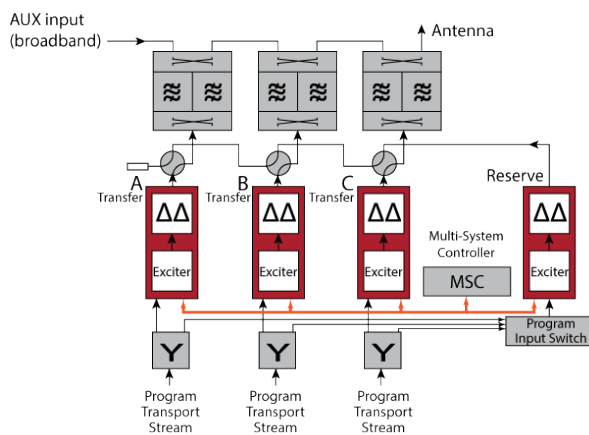 AUX input
(broadband)
Antenna
A
Transfer
B
Transfer
C
Transfer
Reserve
ΔΔ
ΔΔ
ΔΔ
ΔΔ
Multi-System
Controller
MSC
Exciter
Exciter
Exciter
Exciter
Program
Input Switch
Y
Y
Y
Program
Transport
Stream
Program
Transport
Stream
Program
Transport
Stream